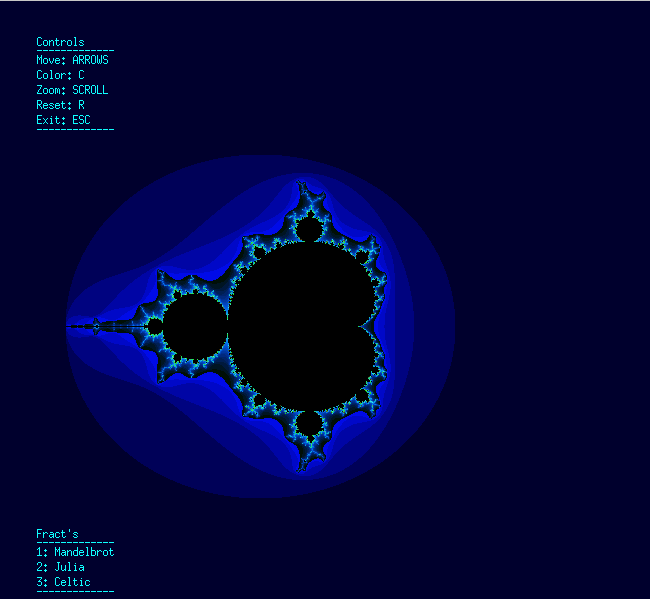 Controls
-------------
Move: ARROWS
Color: C
Zoom: SCROLL
Reset: R
Exit: ESC
-------------
Fract's
-------------
1: Mandelbrot
2: Julia
3: Celtic
-------------